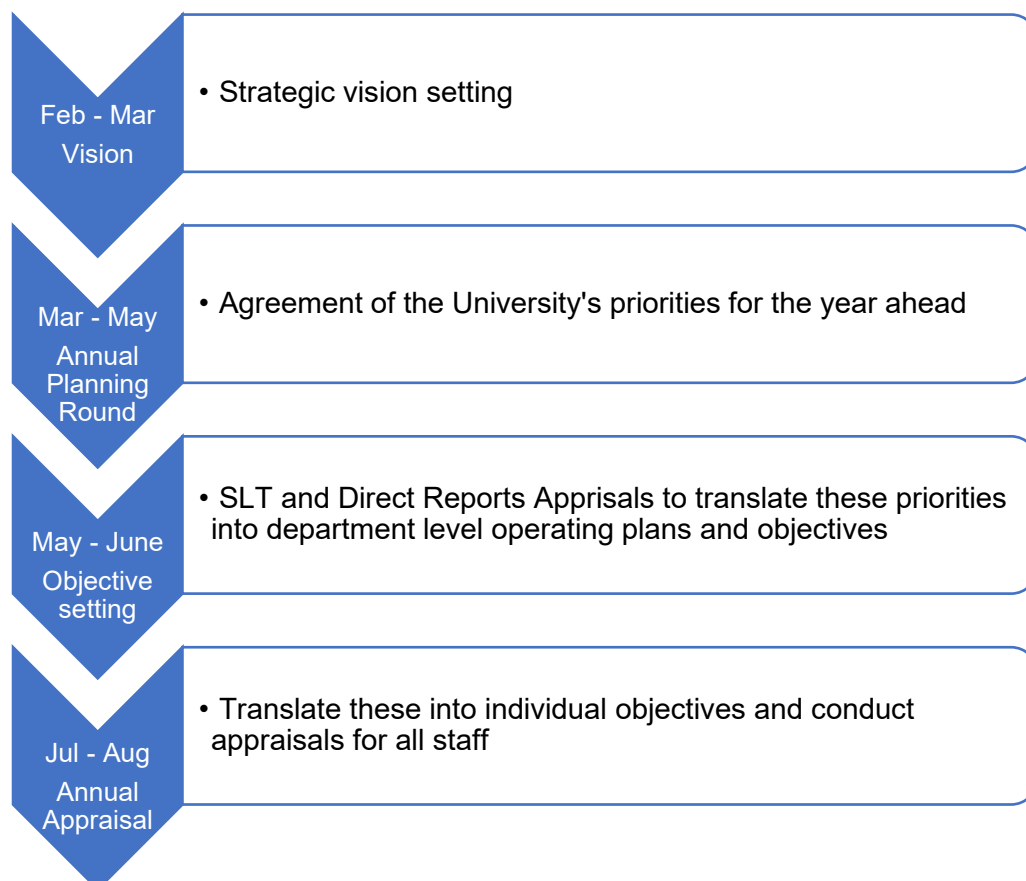 Feb - Mar
Vision
• Strategic vision setting
Mar - May
Annual
Planning
Round
• Agreement of the University's priorities for the year ahead
May - June
Objective
setting
• SLT and Direct Reports Apprisals to translate these priorities
into department level operating plans and objectives
Jul - Aug
Annual
Appraisal
• Translate these into individual objectives and conduct
appraisals for all staff